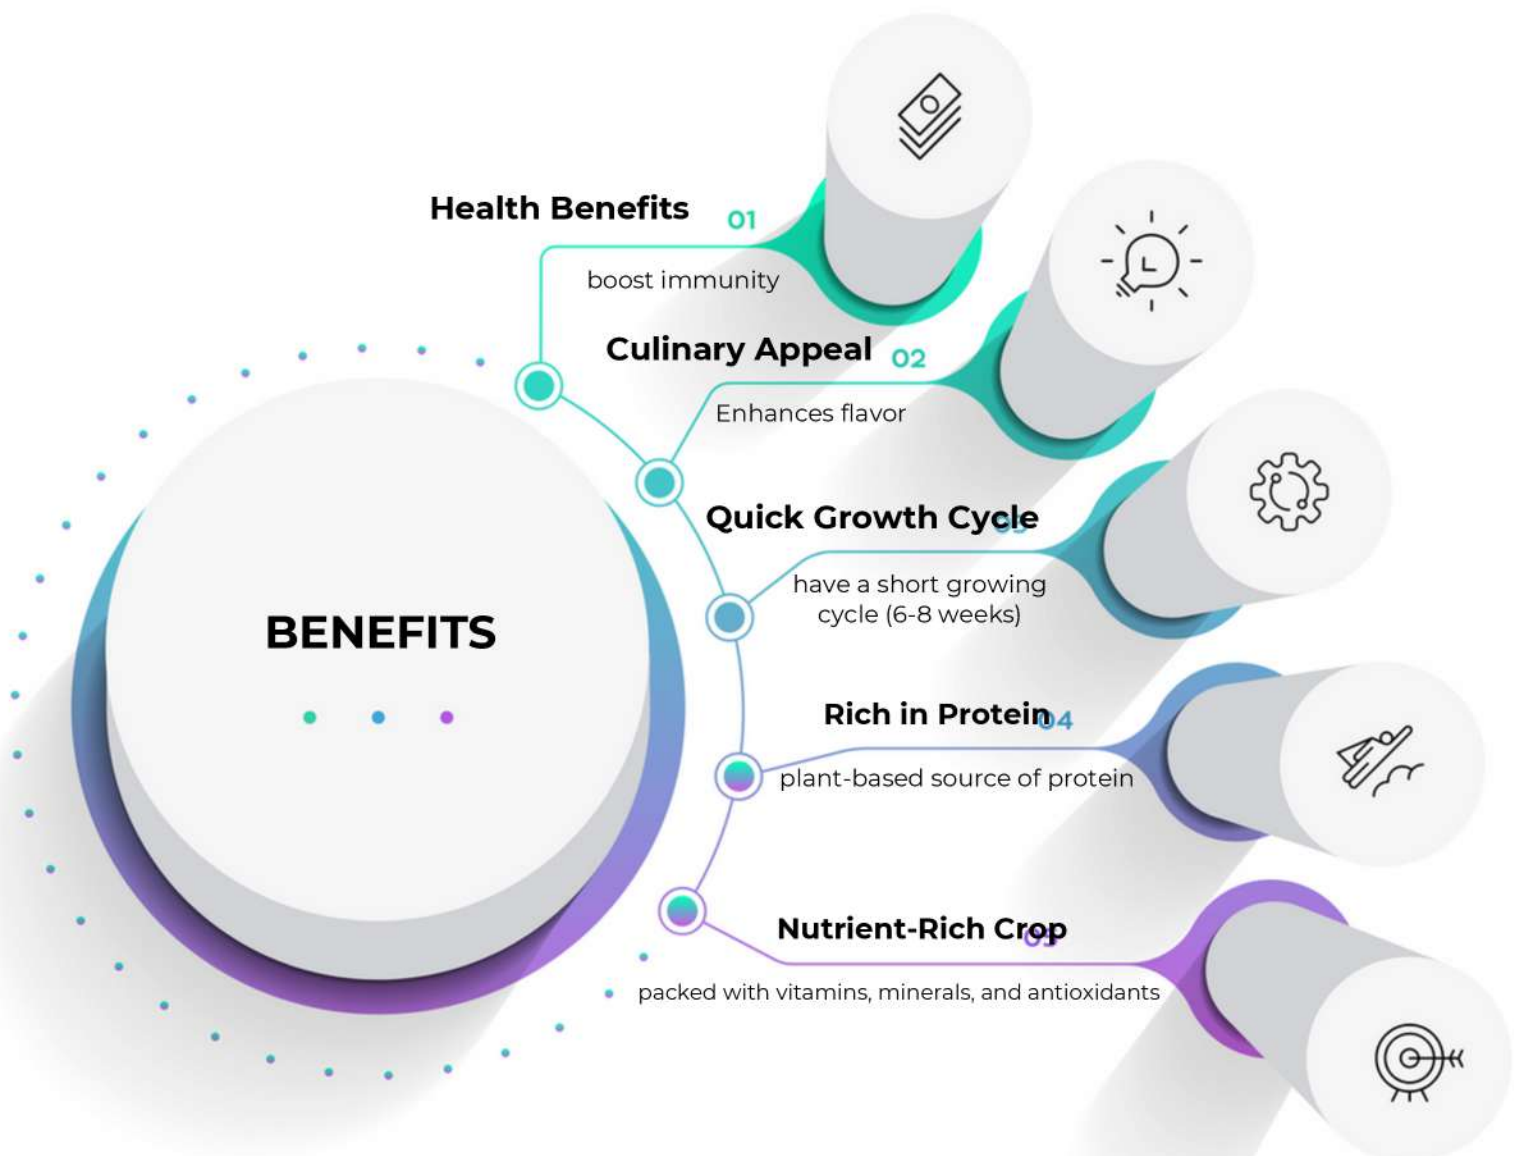 Health Benefits 01
boost immunity
Culinary Appeal 02
Enhances flavor
Quick Growth Cycle 03
have a short growing
cycle (6-8 weeks)
BENEFITS
Rich in Protein 04
plant-based source of protein
Nutrient-Rich Crop 05
packed with vitamins, minerals, and antioxidants